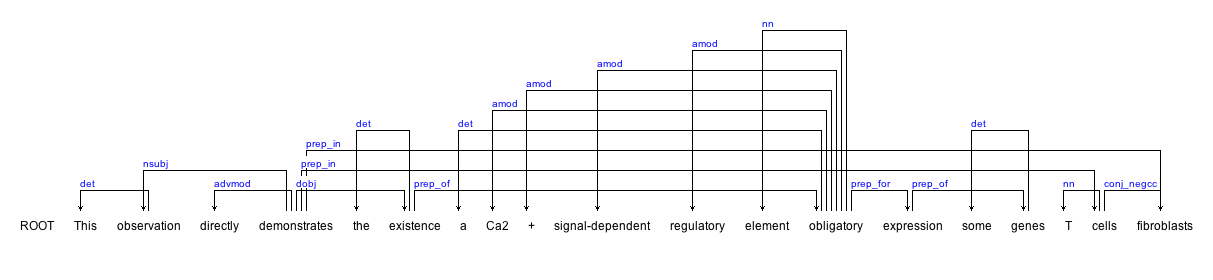 nn
amod
amod
amod
amod
det det det
prep_in
nsubj prep_in
det advmod dobj prep_of prep_for prep_of nn conj_negcc
ROOT This observation directly demonstrates the existence a Ca2 + signal-dependent regulatory element obligatory expression some genes T cells fibroblasts